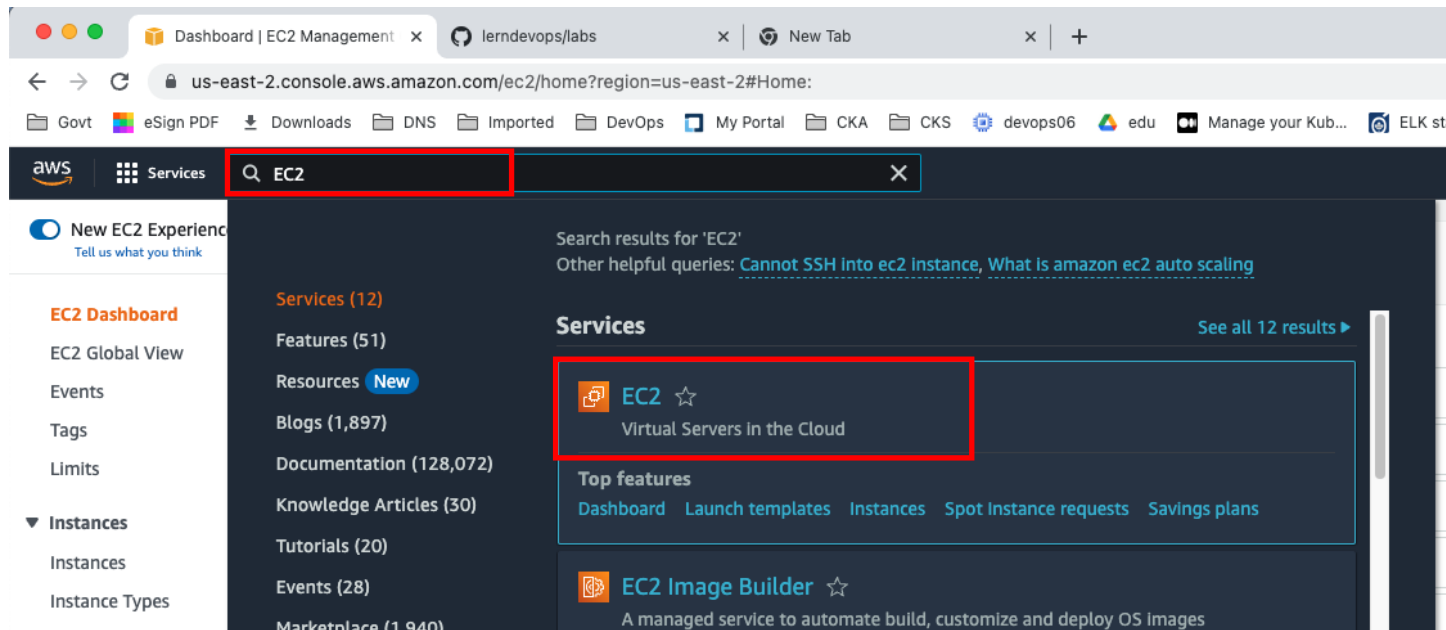 Dashboard | EC2 Management
lerndevops/labs
New Tab
us-east-2.console.aws.amazon.com/ec2/home?region=us-east-2#Home:
Govt eSign PDF Downloads DNS Imported DevOps My Portal CKA CKS devops06 edu Manage your Kub... ELK st
aws Services EC2
New EC2 Experienc
Tell us what you think
EC2 Dashboard
EC2 Global View
Events
Tags
Limits
Instances
Instances
Instance Types
Services (12)
Features (51)
Resources New
Blogs (1,897)
Documentation (128,072)
Knowledge Articles (30)
Tutorials (20)
Events (28)
Marketplace (1,940)
Search results for 'EC2'
Other helpful queries: Cannot SSH into ec2 instance, What is amazon ec2 auto scaling
Services See all 12 results
EC2
Virtual Servers in the Cloud
Top features
Dashboard Launch templates Instances Spot Instance requests Savings plans
EC2 Image Builder
A managed service to automate build, customize and deploy OS images